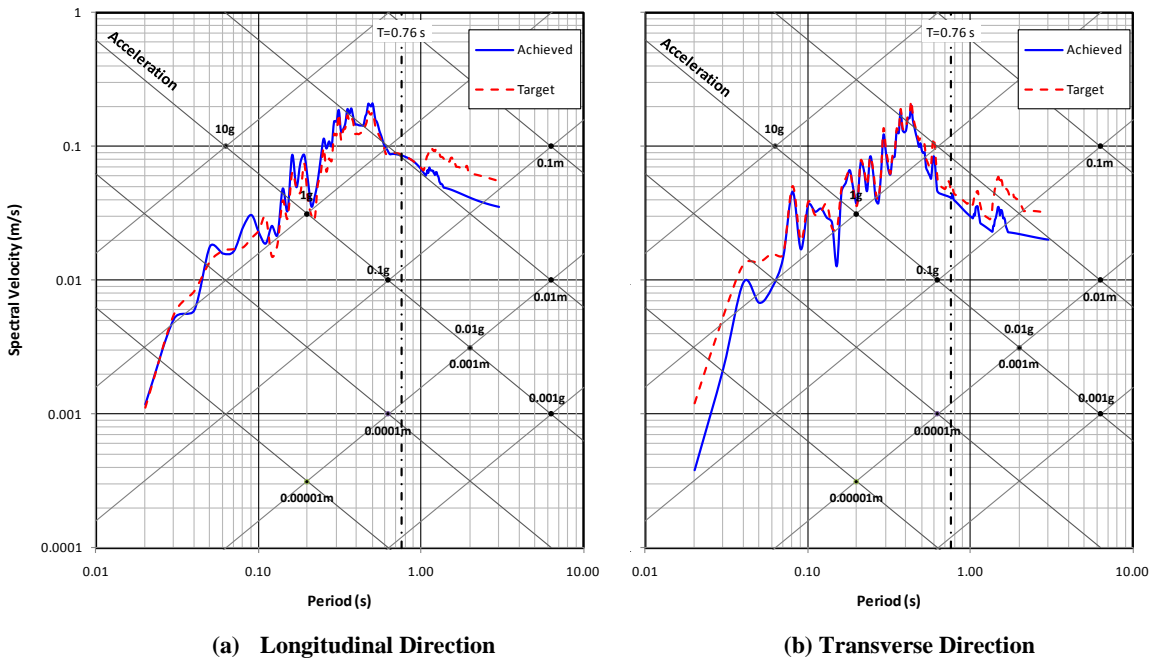 1
0.1
0.01
0.001
0.0001
Spectral Velocity (m/s)
0.01
0.10
1.00
10.00
Period (s)
T=0.76 s
Acceleration
Achieved
Target
10g
1g
0.1g
0.01g
0.001g
0.1m
0.01m
0.001m
0.0001m
0.00001m
(a) Longitudinal Direction
T=0.76 s
Acceleration
Achieved
Target
10g
1g
0.1g
0.01g
0.001g
0.1m
0.01m
0.001m
0.0001m
0.00001m
0.01
0.10
1.00
10.00
Period (s)
(b) Transverse Direction